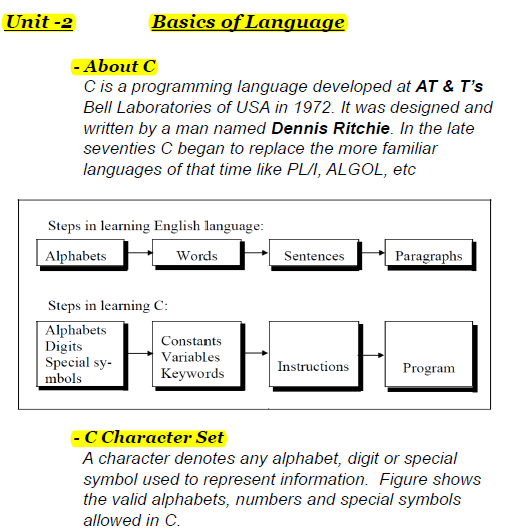 Unit -2 Basics of Language
- About C
C is a programming language developed at AT & T’s
Bell Laboratories of USA in 1972. It was designed and
written by a man named Dennis Ritchie. In the late
seventies C began to replace the more familiar
languages of that time like PL/I, ALGOL, etc
Steps in learning English language:
Alphabets Words Sentences Paragraphs
Steps in learning C:
Alphabets
Digits
Special sy-
mbols
Constants
Variables
Keywords
Instructions
Program
- C Character Set
A character denotes any alphabet, digit or special
symbol used to represent information. Figure shows
the valid alphabets, numbers and special symbols
allowed in C.